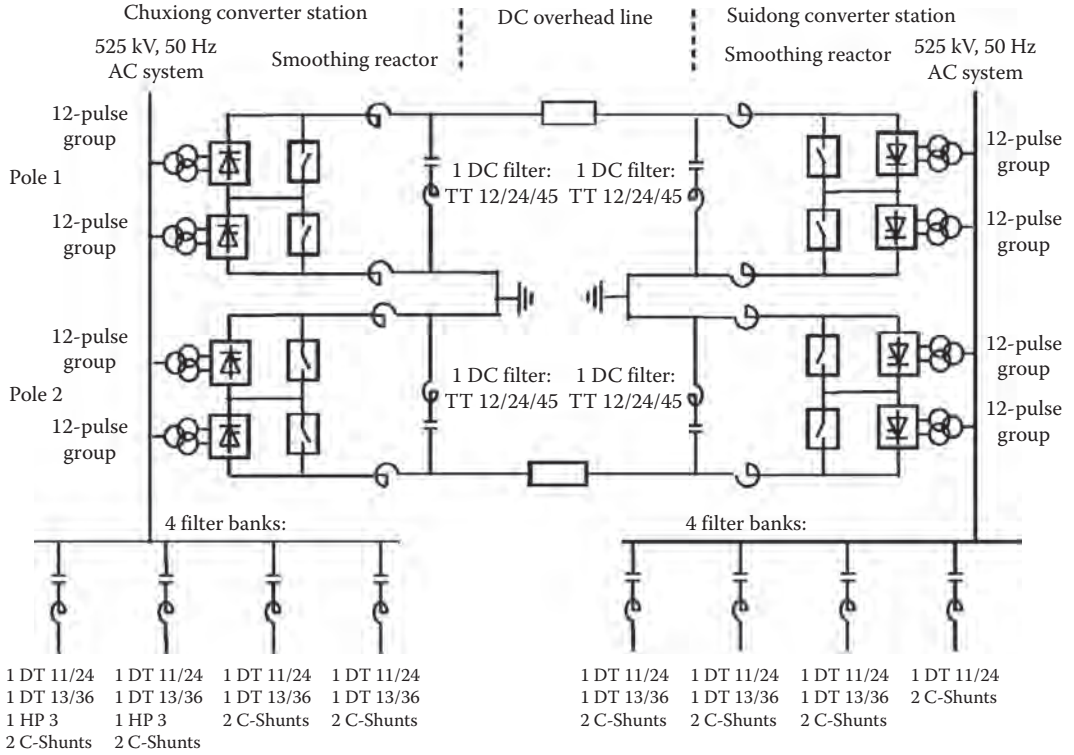 Chuxiong converter station
DC overhead line
Suidong converter station
525 kV, 50 Hz
AC system
Smoothing reactor
Smoothing reactor
525 kV, 50 Hz
AC system
12-pulse
group
Pole 1
12-pulse
group
1 DC filter:
TT 12/24/45
1 DC filter:
TT 12/24/45
12-pulse
group
12-pulse
group
12-pulse
group
Pole 2
12-pulse
group
1 DC filter:
TT 12/24/45
1 DC filter:
TT 12/24/45
12-pulse
group
12-pulse
group
4 filter banks:
4 filter banks:
1 DT 11/24
1 DT 13/36
1 HP 3
2 C-Shunts
1 DT 11/24
1 DT 13/36
1 HP 3
2 C-Shunts
1 DT 11/24
1 DT 13/36
2 C-Shunts
1 DT 11/24
1 DT 13/36
2 C-Shunts
1 DT 11/24
1 DT 13/36
2 C-Shunts
1 DT 11/24
1 DT 13/36
2 C-Shunts
1 DT 11/24
1 DT 13/36
2 C-Shunts
1 DT 11/24
2 C-Shunts